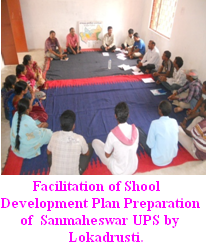 Facilitation of Shool
Development Plan Preparation
of Sanmaheswar UPS by
Lokadrusti.